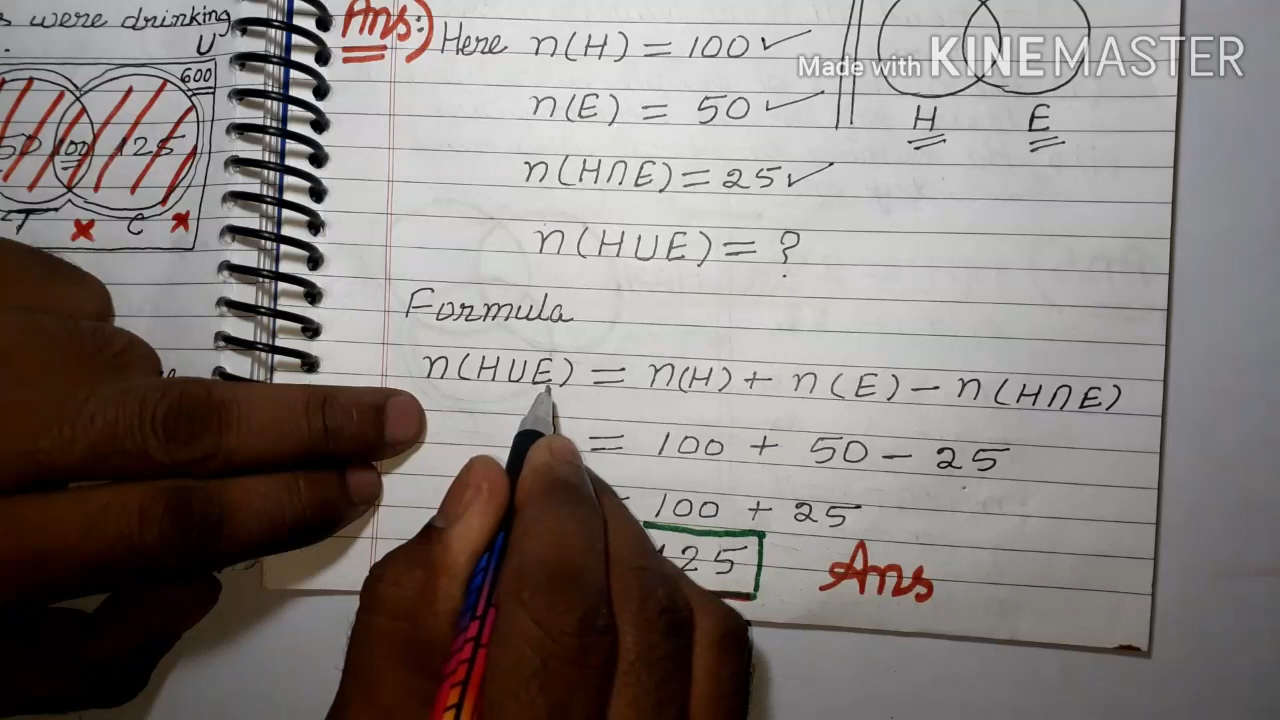 s were drinking
.
U
600
50 100 125
T C
Ans:) Here n(H) = 100 ✓
n(E) = 50 ✓
n(H∩E) = 25 ✓
n(H∪E) = ?
H E
Made with KINEMASTER
Formula
n(H∪E) = n(H) + n(E) − n(H∩E)
= 100 + 50 − 25
= 100 + 25
125 Ans